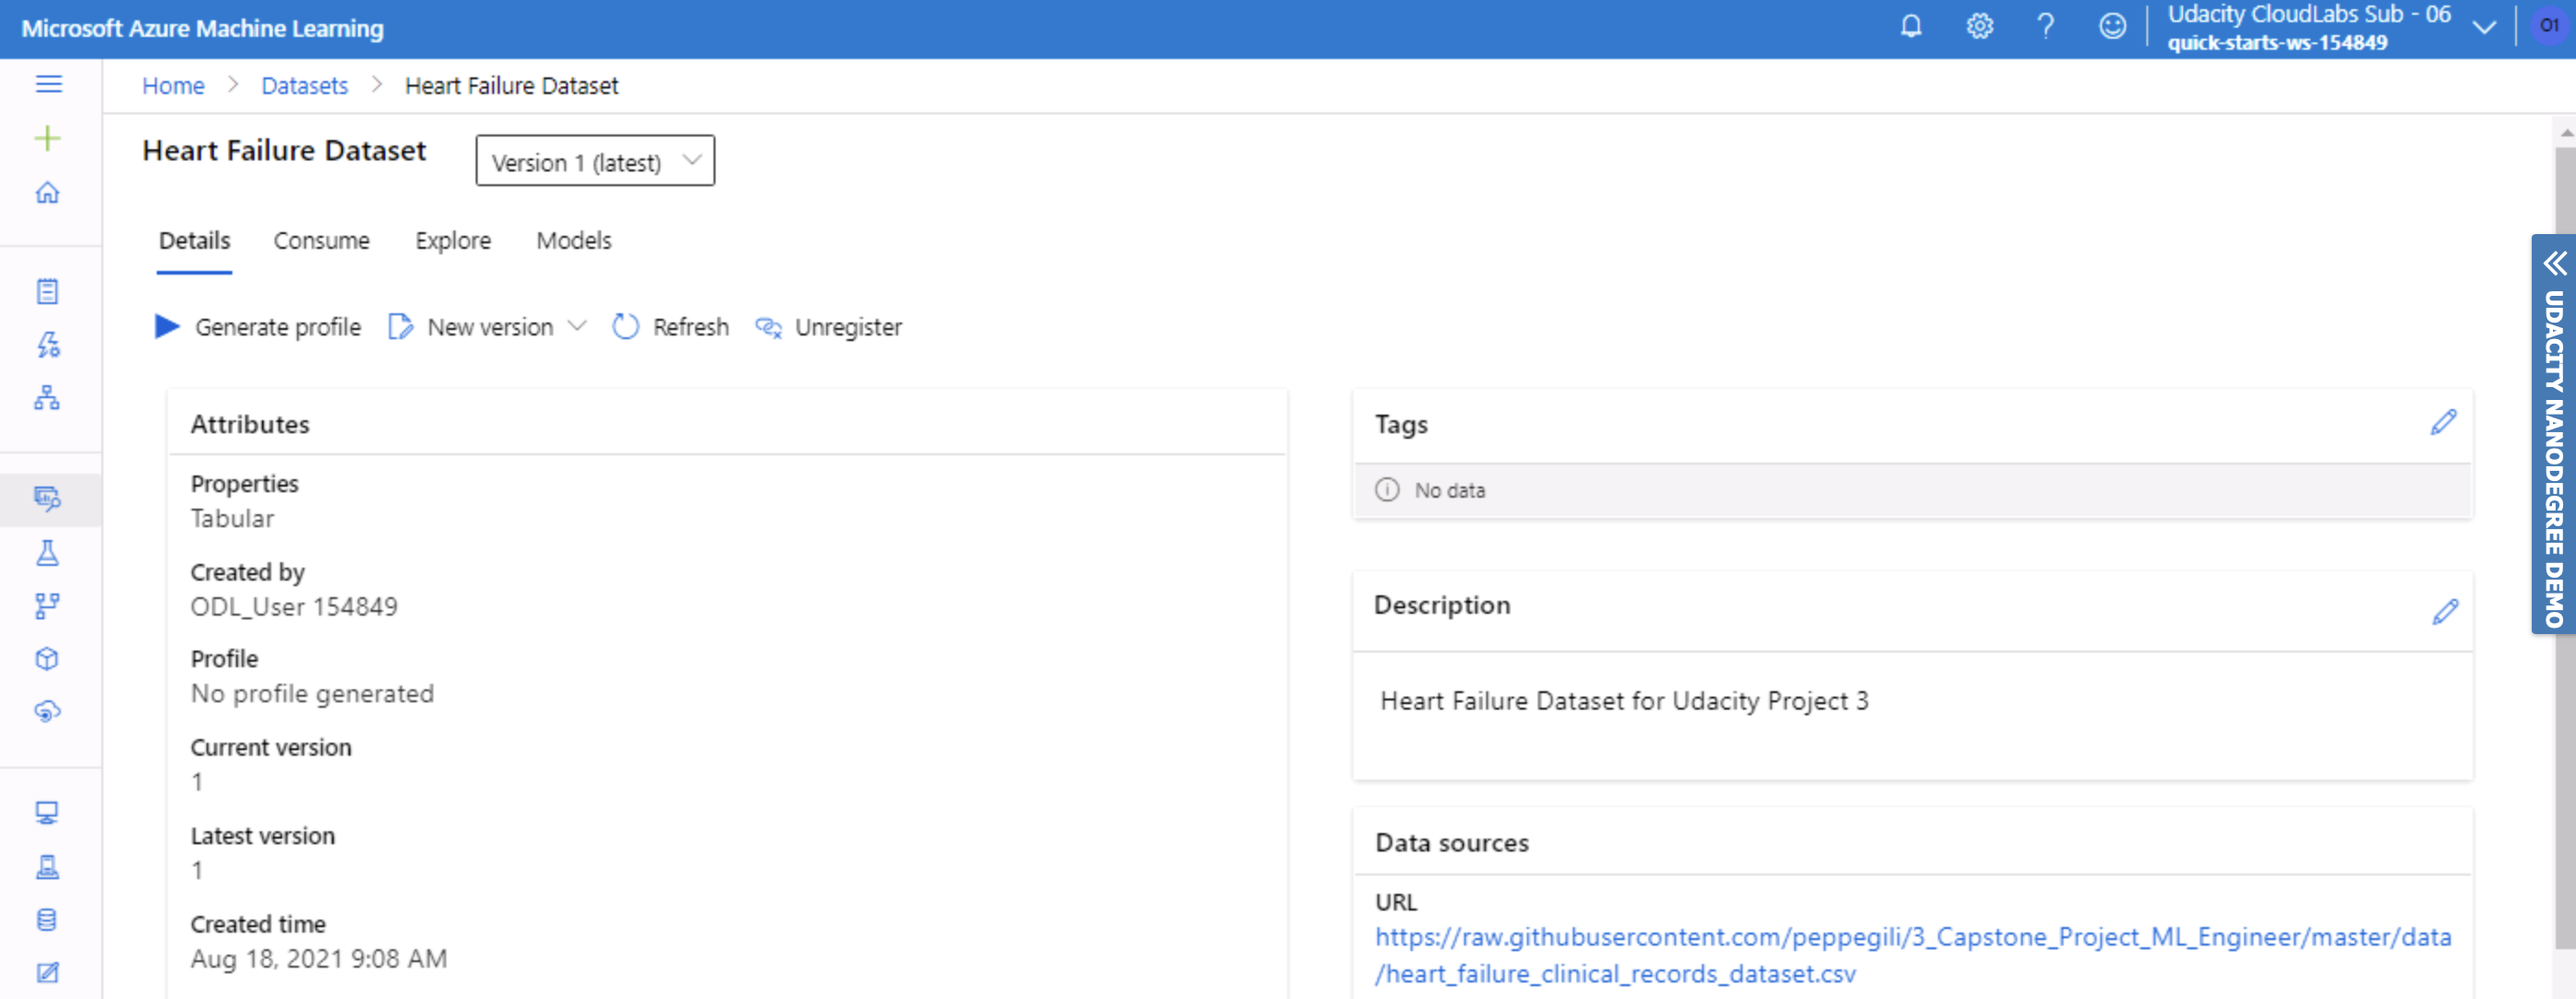 Microsoft Azure Machine Learning
Udacity CloudLabs Sub - 06
quick-starts-ws-154849
O1
Home > Datasets > Heart Failure Dataset
Heart Failure Dataset
Version 1 (latest)
Details Consume Explore Models
Generate profile New version Refresh Unregister
Attributes
Properties
Tabular
Created by
ODL_User 154849
Profile
No profile generated
Current version
1
Latest version
1
Created time
Aug 18, 2021 9:08 AM
Tags
No data
Description
Heart Failure Dataset for Udacity Project 3
Data sources
URL
https://raw.githubusercontent.com/peppegili/3_Capstone_Project_ML_Engineer/master/data
/heart_failure_clinical_records_dataset.csv
UDACITY NANODEGREE DEMO